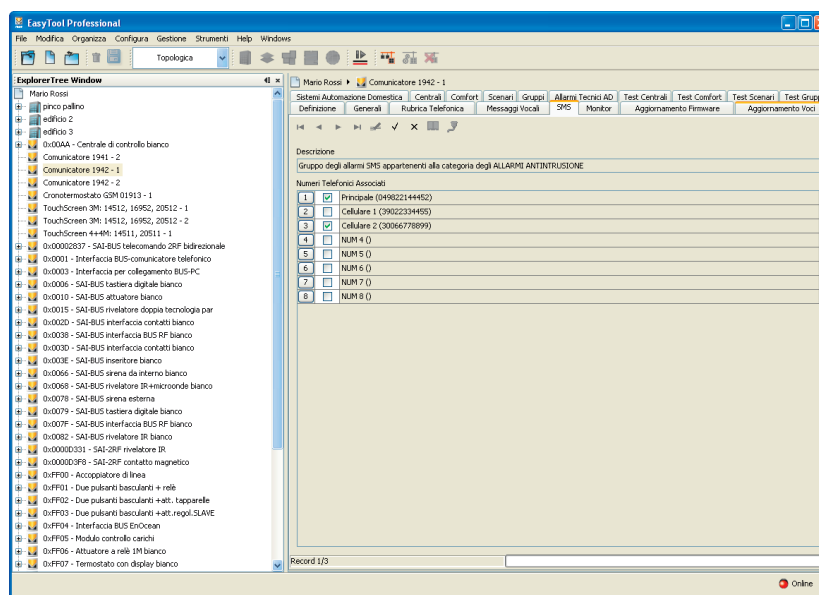 EasyTool Professional
File Modifica Organizza Configura Gestione Strumenti Help Windows
Topologica
ExplorerTree Window
Mario Rossi
pinco pallino
edificio 2
edificio 3
0x00AA - Centrale di controllo bianco
Comunicatore 1941 - 2
Comunicatore 1942 - 1
Comunicatore 1942 - 2
Cronotermostato GSM 01913 - 1
TouchScreen 3M: 14512, 16952, 20512 - 1
TouchScreen 3M: 14512, 16952, 20512 - 2
TouchScreen 4+4M: 14511, 20511 - 1
0x00002837 - SAI-BUS telecomando 2RF bidirezionale
0x0001 - Interfaccia BUS-comunicatore telefonico
0x0003 - Interfaccia per collegamento BUS-PC
0x0006 - SAI-BUS tastiera digitale bianco
0x0010 - SAI-BUS attuatore bianco
0x0015 - SAI-BUS rivelatore doppia tecnologia par
0x002D - SAI-BUS interfaccia contatti bianco
0x0038 - SAI-BUS interfaccia BUS RF bianco
0x003D - SAI-BUS interfaccia contatti bianco
0x003E - SAI-BUS inseritore bianco
0x0066 - SAI-BUS sirena da interno bianco
0x0068 - SAI-BUS rivelatore IR+microonde bianco
0x0078 - SAI-BUS sirena esterna
0x0079 - SAI-BUS tastiera digitale bianco
0x007F - SAI-BUS interfaccia BUS RF bianco
0x0082 - SAI-BUS rivelatore IR bianco
0x0000D331 - SAI-2RF rivelatore IR
0x0000D3F8 - SAI-2RF contatto magnetico
0xFF00 - Accoppiatore di linea
0xFF01 - Due pulsanti basculanti + relè
0xFF02 - Due pulsanti basculanti +att. tapparelle
0xFF03 - Due pulsanti basculanti +att.regol.SLAVE
0xFF04 - Interfaccia BUS EnOcean
0xFF05 - Modulo controllo carichi
0xFF06 - Attuatore a relè 1M bianco
0xFF07 - Termostato con display bianco
Mario Rossi Comunicatore 1942 - 1
Sistemi Automazione Domestica Centrali Comfort Scenari Gruppi Allarmi Tecnici AD Test Centrali Test Comfort Test Scenari Test Grupp
Definizione Generali Rubrica Telefonica Messaggi Vocali SMS Monitor Aggiornamento Firmware Aggiornamento Voci
Descrizione
Gruppo degli allarmi SMS appartenenti alla categoria degli ALLARMI ANTINTRUSIONE
Numeri Telefonici Associati
1 Principale (049822144452)
2 Cellulare 1 (39022334455)
3 Cellulare 2 (30066778899)
4 NUM 4 ()
5 NUM 5 ()
6 NUM 6 ()
7 NUM 7 ()
8 NUM 8 ()
Record 1/3
Online